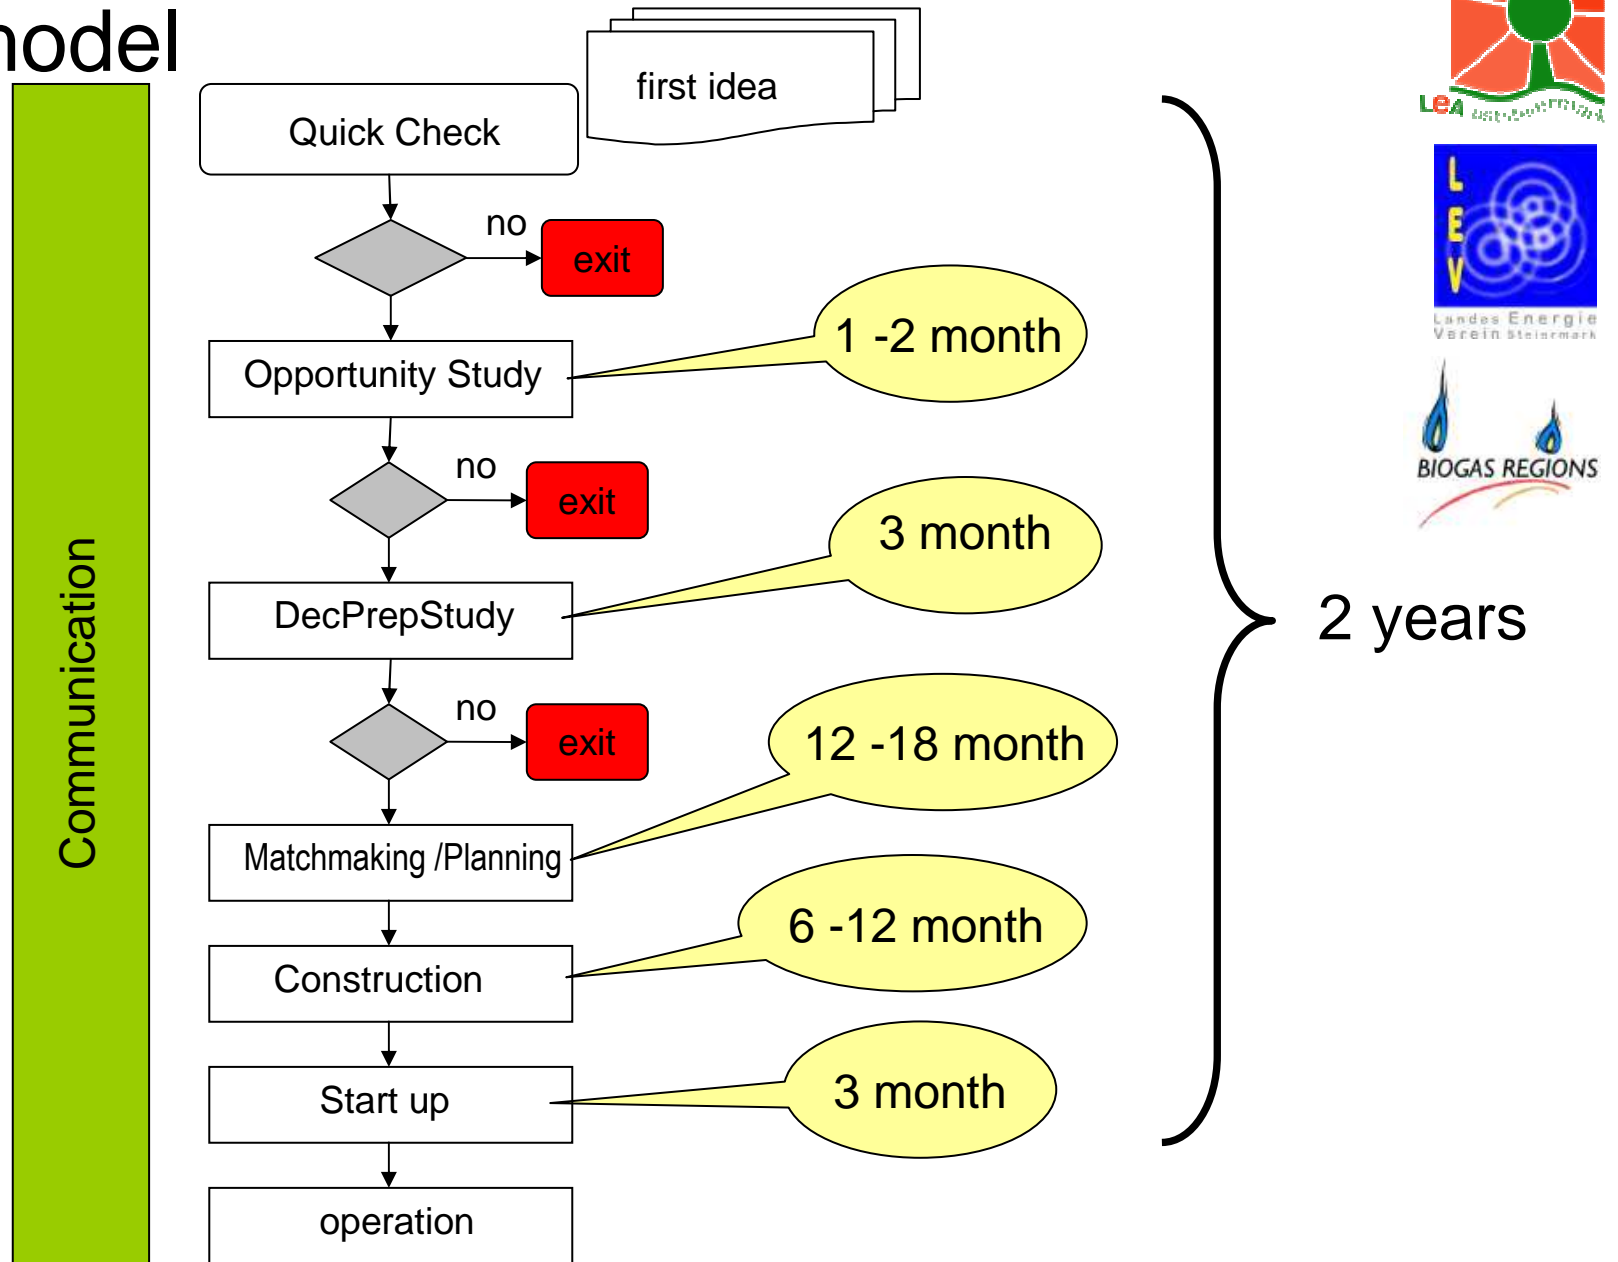 model
Communication
Quick Check
first idea
no
exit
Opportunity Study
1 -2 month
no
exit
DecPrepStudy
3 month
no
exit
Matchmaking /Planning
12 -18 month
Construction
6 -12 month
Start up
3 month
operation
2 years
LeA
LEV
Landes Energie
Verein Steiermark
BIOGAS REGIONS